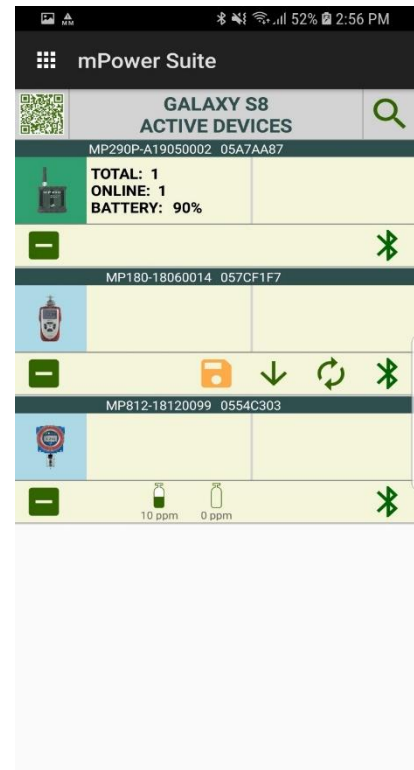 MM 52% 2:56 PM
mPower Suite
GALAXY S8
ACTIVE DEVICES
MP290P-A19050002 05A7AA87
TOTAL: 1
ONLINE: 1
BATTERY: 90%
MP180-18060014 057CF1F7
MP812-18120099 0554C303
10 ppm 0 ppm